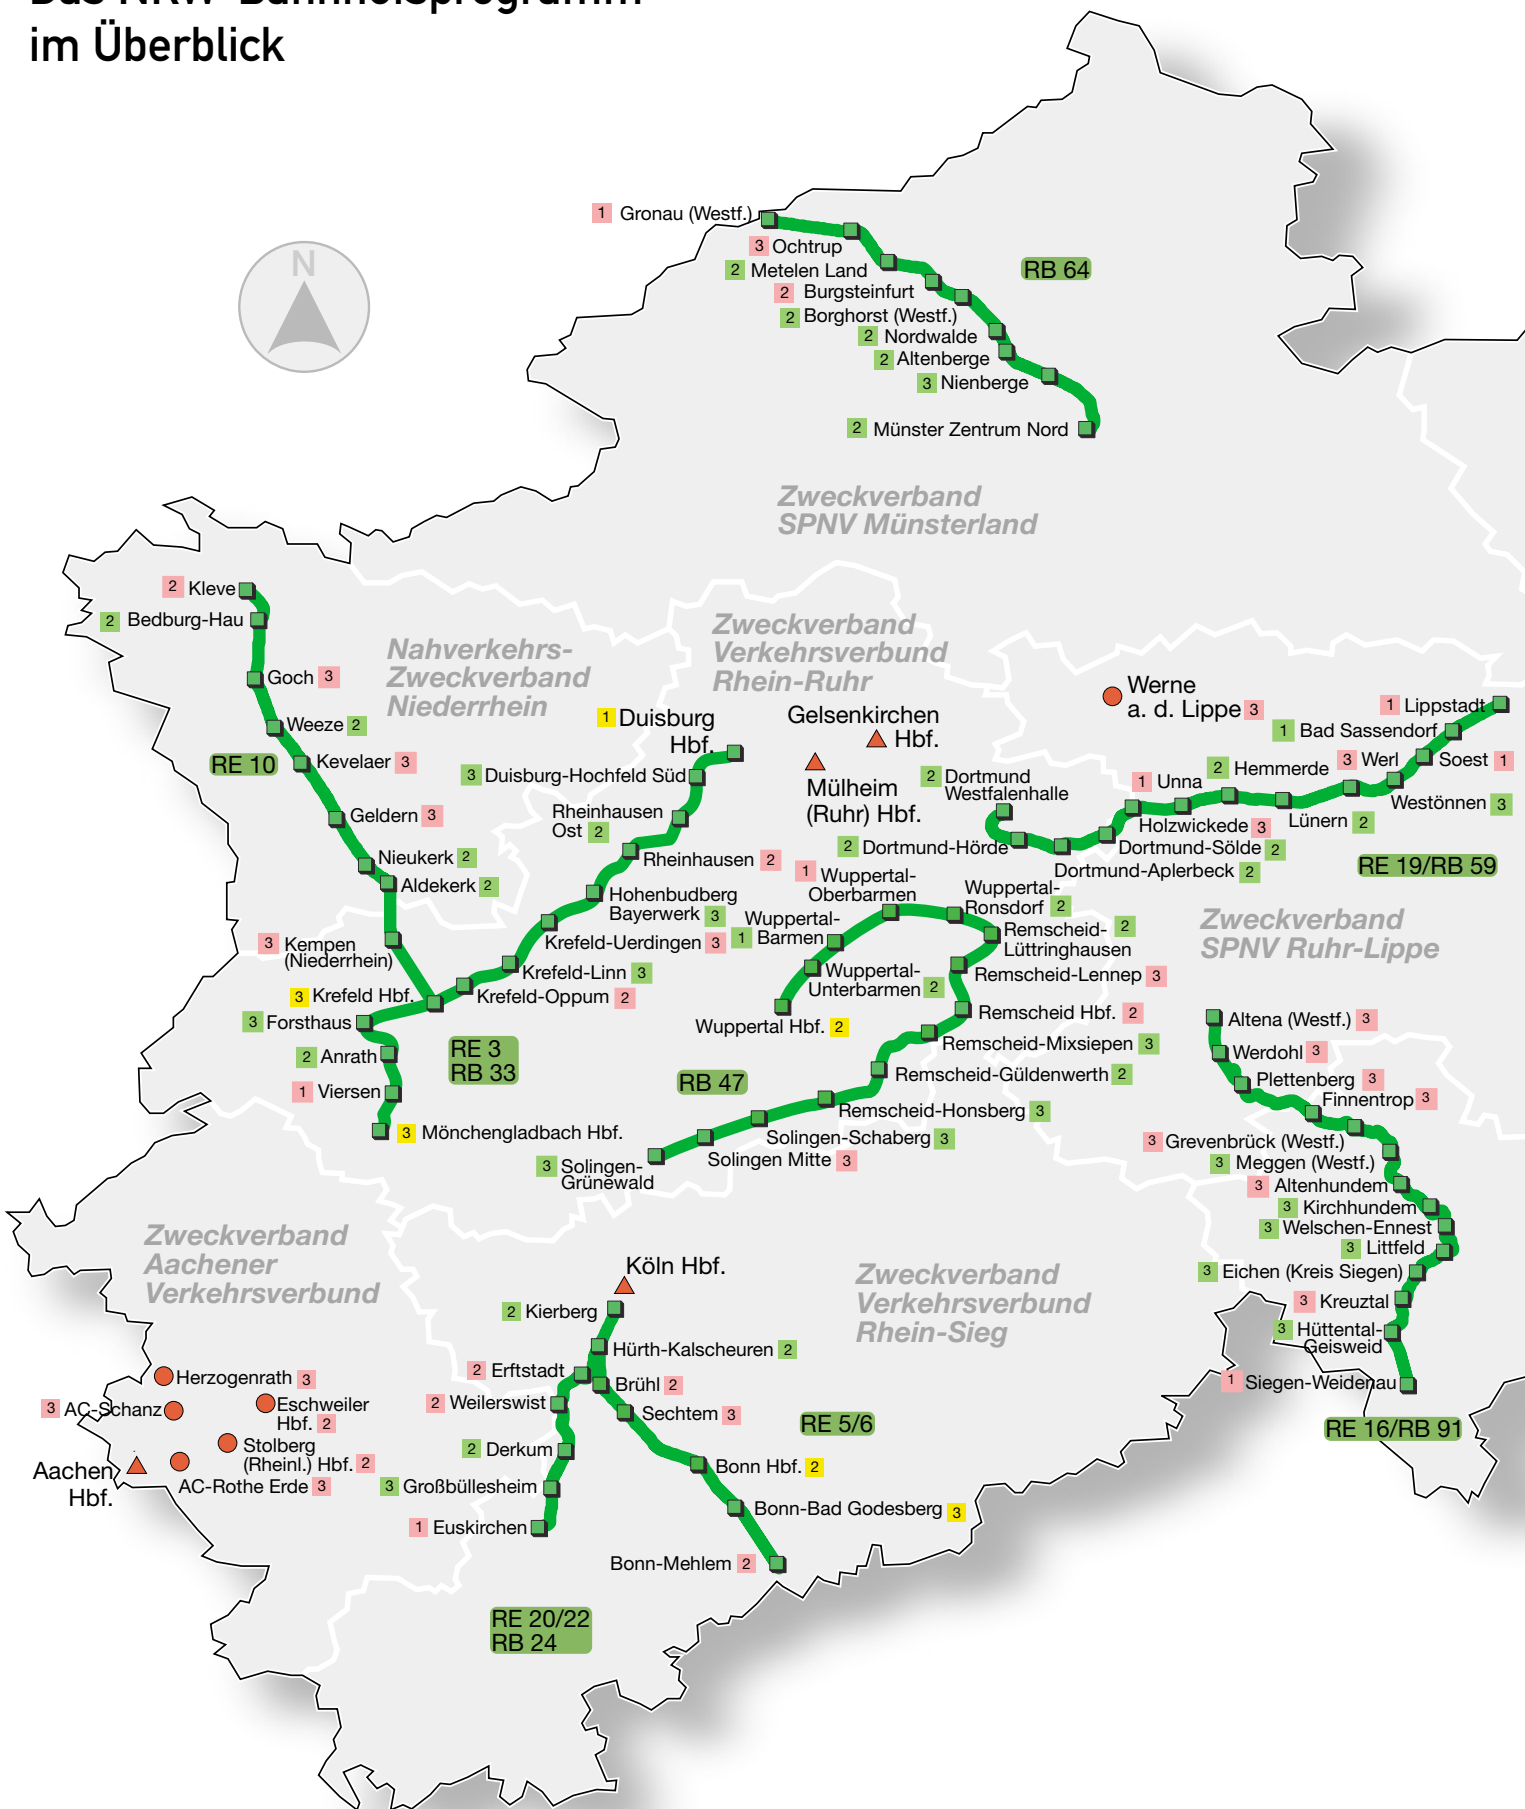 im Überblick
N
1 Gronau (Westf.)
3 Ochtrup
2 Metelen Land
2 Burgsteinfurt
2 Borghorst (Westf.)
2 Nordwalde
2 Altenberge
3 Nienberge
2 Münster Zentrum Nord
RB 64
Zweckverband
SPNV Münsterland
2 Kleve
2 Bedburg-Hau
Goch 3
Weeze 2
RE 10
Kevelaer 3
Geldern 3
Nieukerk 2
Aldekerk 2
3 Kempen
(Niederrhein)
Nahverkehrs-
Zweckverband
Niederrhein
Zweckverband
Verkehrsverbund
Rhein-Ruhr
1 Duisburg
Hbf.
3 Duisburg-Hochfeld Süd
Rheinhausen
Ost 2
Rheinhausen 2
Hohenbudberg
Bayerwerk 3
Krefeld-Uerdingen 3
Krefeld-Linn 3
Krefeld-Oppum 2
3 Krefeld Hbf.
3 Forsthaus
2 Anrath
1 Viersen
3 Mönchengladbach Hbf.
RE 3
RB 33
Gelsenkirchen
Hbf.
Mülheim
(Ruhr) Hbf.
Werne
a. d. Lippe 3
1 Lippstadt
1 Bad Sassendorf
3 Werl
Soest 1
2 Hemmerde
1 Unna
Westönnen 3
Lünern 2
Holzwickede 3
Dortmund-Sölde 2
Dortmund-Aplerbeck 2
2 Dortmund
Westfalenhalle
2 Dortmund-Hörde
RE 19/RB 59
Zweckverband
SPNV Ruhr-Lippe
1 Wuppertal-
Oberbarmen
Wuppertal-
Ronsdorf 2
Wuppertal-
1 Barmen
Remscheid- 2
Lüttringhausen
Wuppertal-
Unterbarmen 2
Remscheid-Lennep 3
Wuppertal Hbf. 2
Remscheid Hbf. 2
Remscheid-Mixsiepen 3
RB 47
Remscheid-Güldenwerth 2
Remscheid-Honsberg 3
Solingen-Schaberg 3
Solingen Mitte 3
3 Solingen-
Grünewald
Altena (Westf.) 3
Werdohl 3
Plettenberg 3
Finnentrop 3
3 Grevenbrück (Westf.)
3 Meggen (Westf.)
3 Altenhundem
3 Kirchhundem
3 Welschen-Ennest
3 Littfeld
3 Eichen (Kreis Siegen)
3 Kreuztal
3 Hüttental-
Geisweid
1 Siegen-Weidenau
RE 16/RB 91
Zweckverband
Aachener
Verkehrsverbund
Zweckverband
Verkehrsverbund
Rhein-Sieg
Köln Hbf.
2 Kierberg
Hürth-Kalscheuren 2
2 Erftstadt
Brühl 2
2 Weilerswist
Sechtem 3
RE 5/6
2 Derkum
Bonn Hbf. 2
3 Großbüllesheim
Bonn-Bad Godesberg 3
1 Euskirchen
Bonn-Mehlem 2
RE 20/22
RB 24
Herzogenrath 3
3 AC-Schanz
Eschweiler
Hbf. 2
Stolberg
(Rheinl.) Hbf. 2
Aachen
Hbf.
AC-Rothe Erde 3